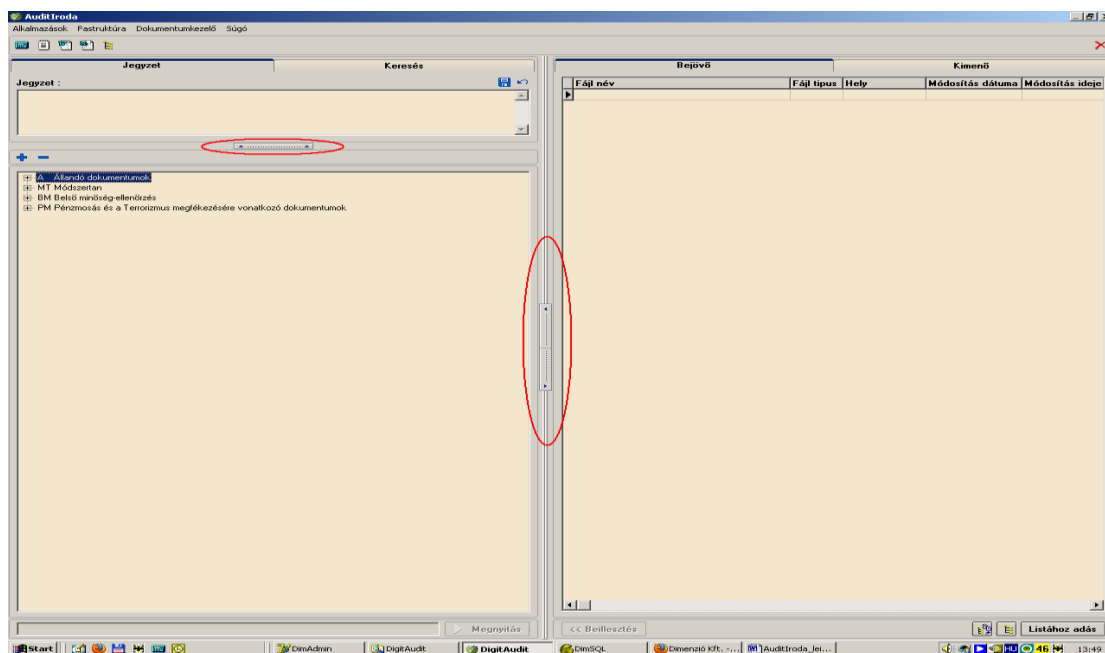 AuditIroda
Alkalmazások Fastruktúra Dokumentumkezelő Súgó
Jegyzet Keresés
Jegyzet :
A Állandó dokumentumok
MT Módszertan
BM Belső minőség-ellenőrzés
PM Pénzmosás és a Terrorizmus megfékezésére vonatkozó dokumentumok
Megnyitás
Bejövő Kimenő
Fájl név Fájl tipus Hely Módosítás dátuma Módosítás ideje
<< Beillesztés Listához adás
Start DimAdmin DigitAudit DigitAudit DimSQL Dimenzió Kft. -... AuditIroda_lei... HU 46 13:49